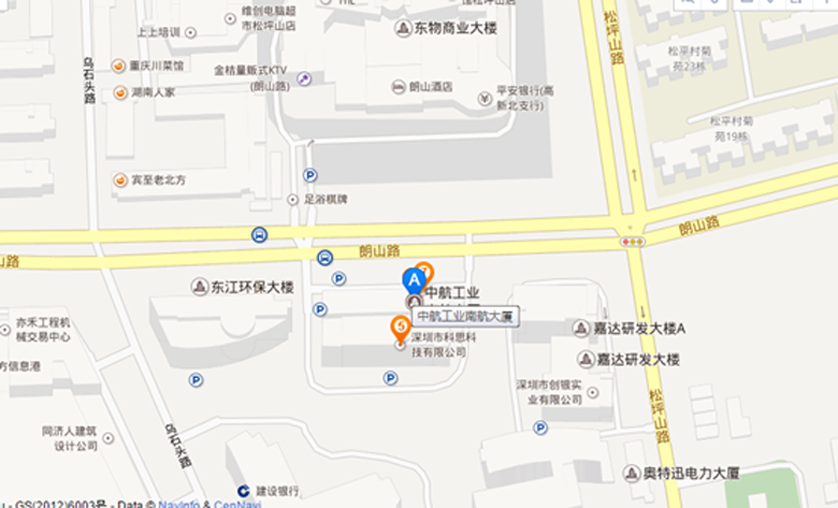 维创电脑超
市松坪山店
上上培训
东物商业大楼
松坪山路
重庆川菜馆
金桔量贩式KTV
(朗山路)
湖南人家
乌石头路
朗山酒店
平安银行(高
新北支行)
松平村菊
苑23栋
松平村菊
苑19栋
宾至老北方
足浴棋牌
朗山路
朗山路
山路
东江环保大楼
A
中航工业
中航工业南航大厦
亦禾工程机
械交易中心
方信息港
深圳市科思科
技有限公司
嘉达研发大楼A
嘉达研发大楼
深圳市创银实
业有限公司
松坪山路
同济人建筑
设计公司
乌石头路
建设银行
奥特迅电力大厦
- GS(2012)6003号 - Data © NavInfo & CenNavi